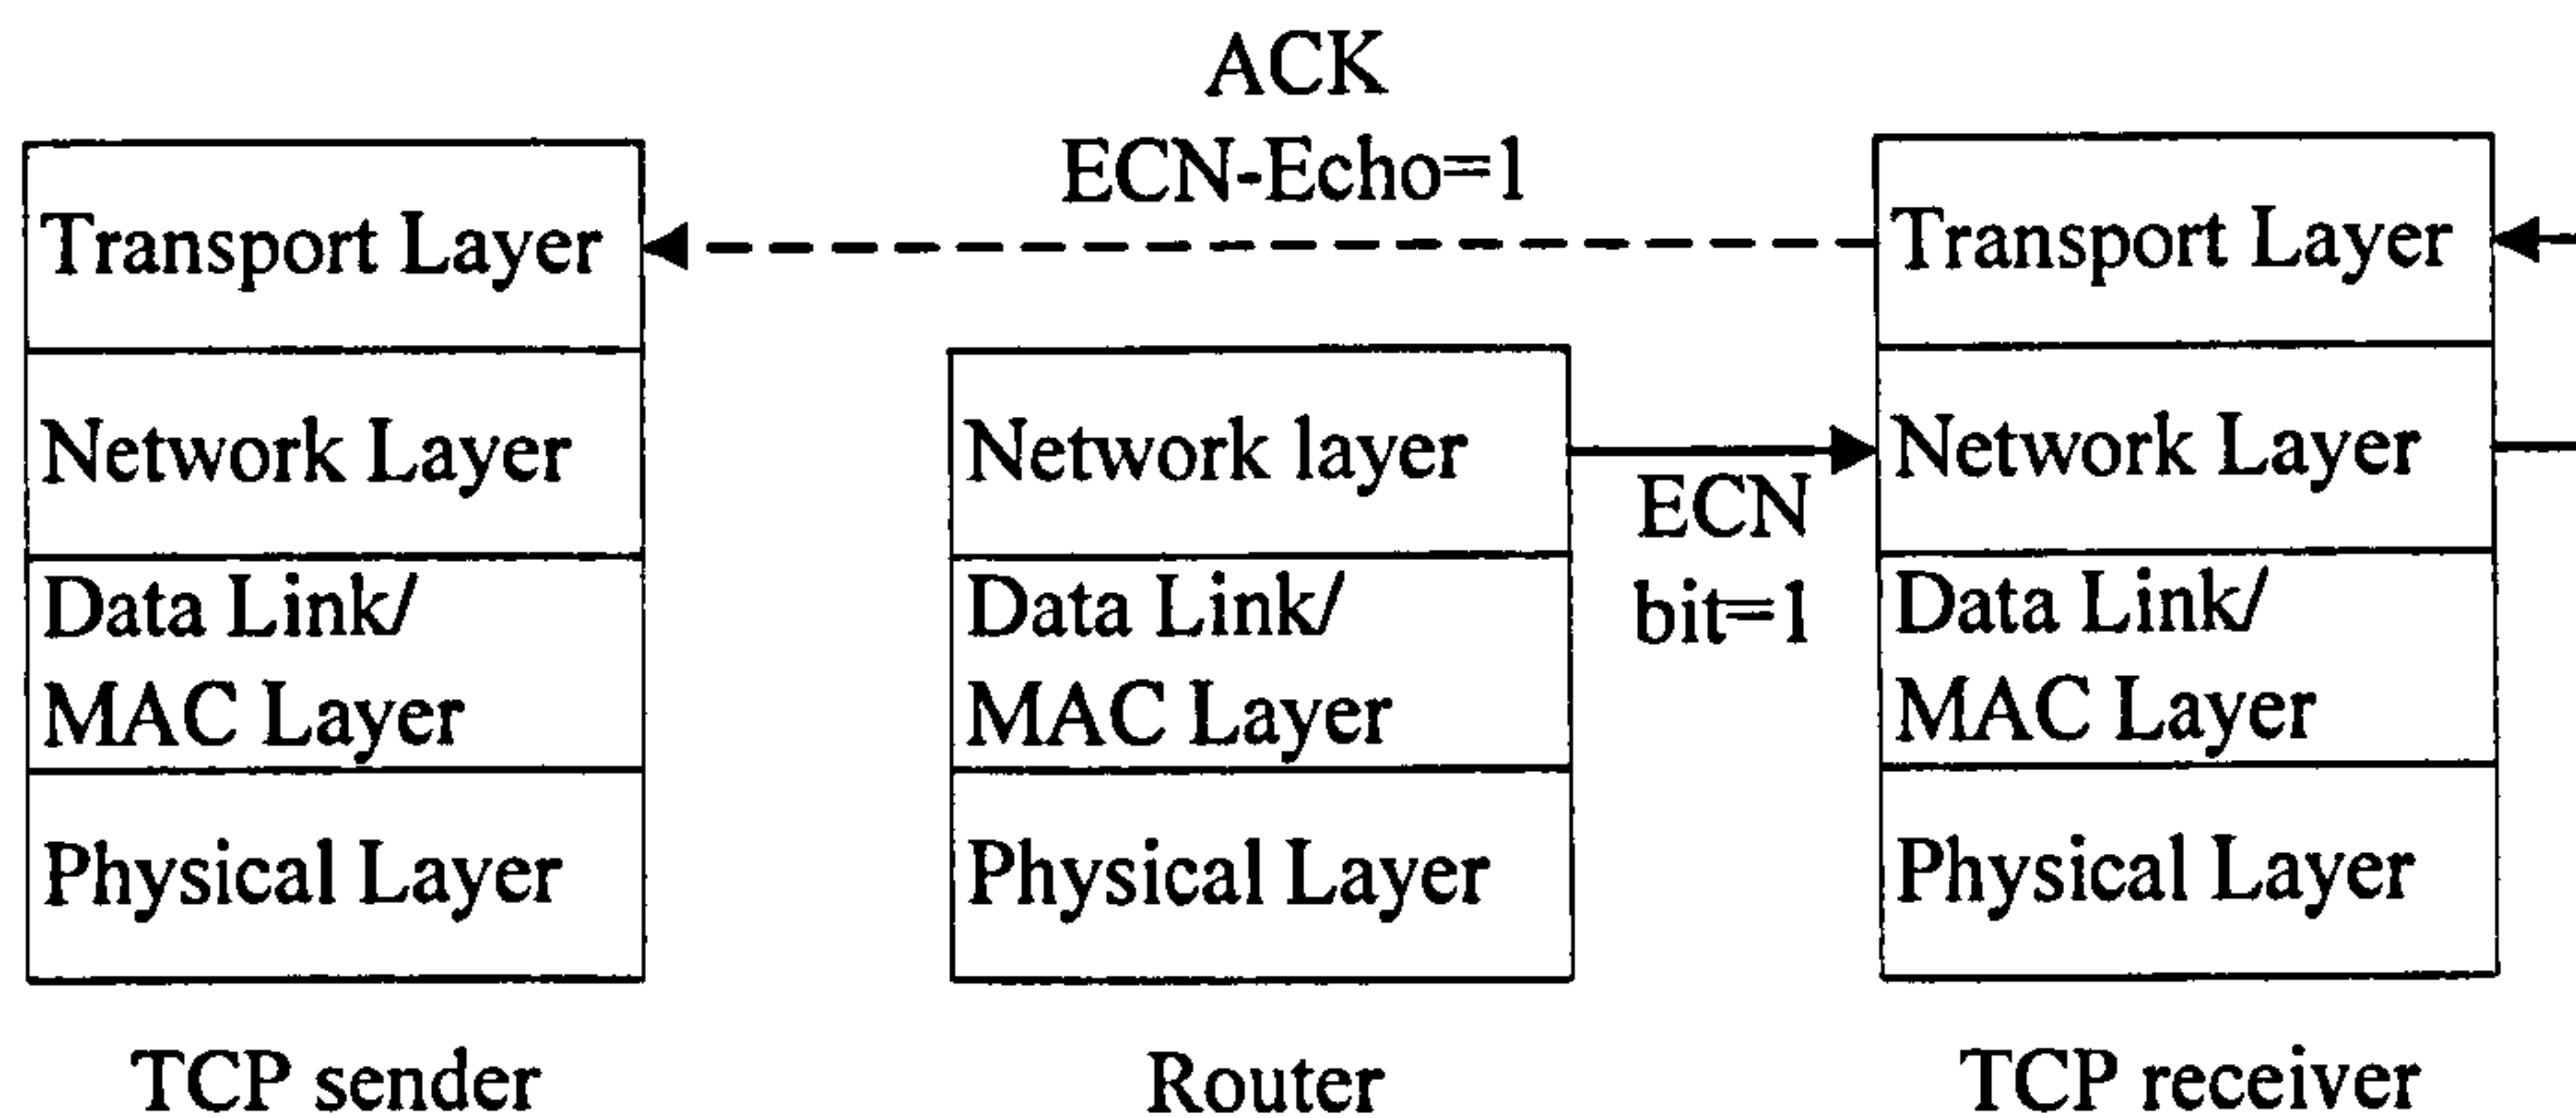 ACK
ECN-Echo=1
Transport Layer
Network Layer
Data Link/
MAC Layer
Physical Layer
TCP sender
Network layer
Data Link/
MAC Layer
Physical Layer
Router
ECN
bit=1
Transport Layer
Network Layer
Data Link/
MAC Layer
Physical Layer
TCP receiver